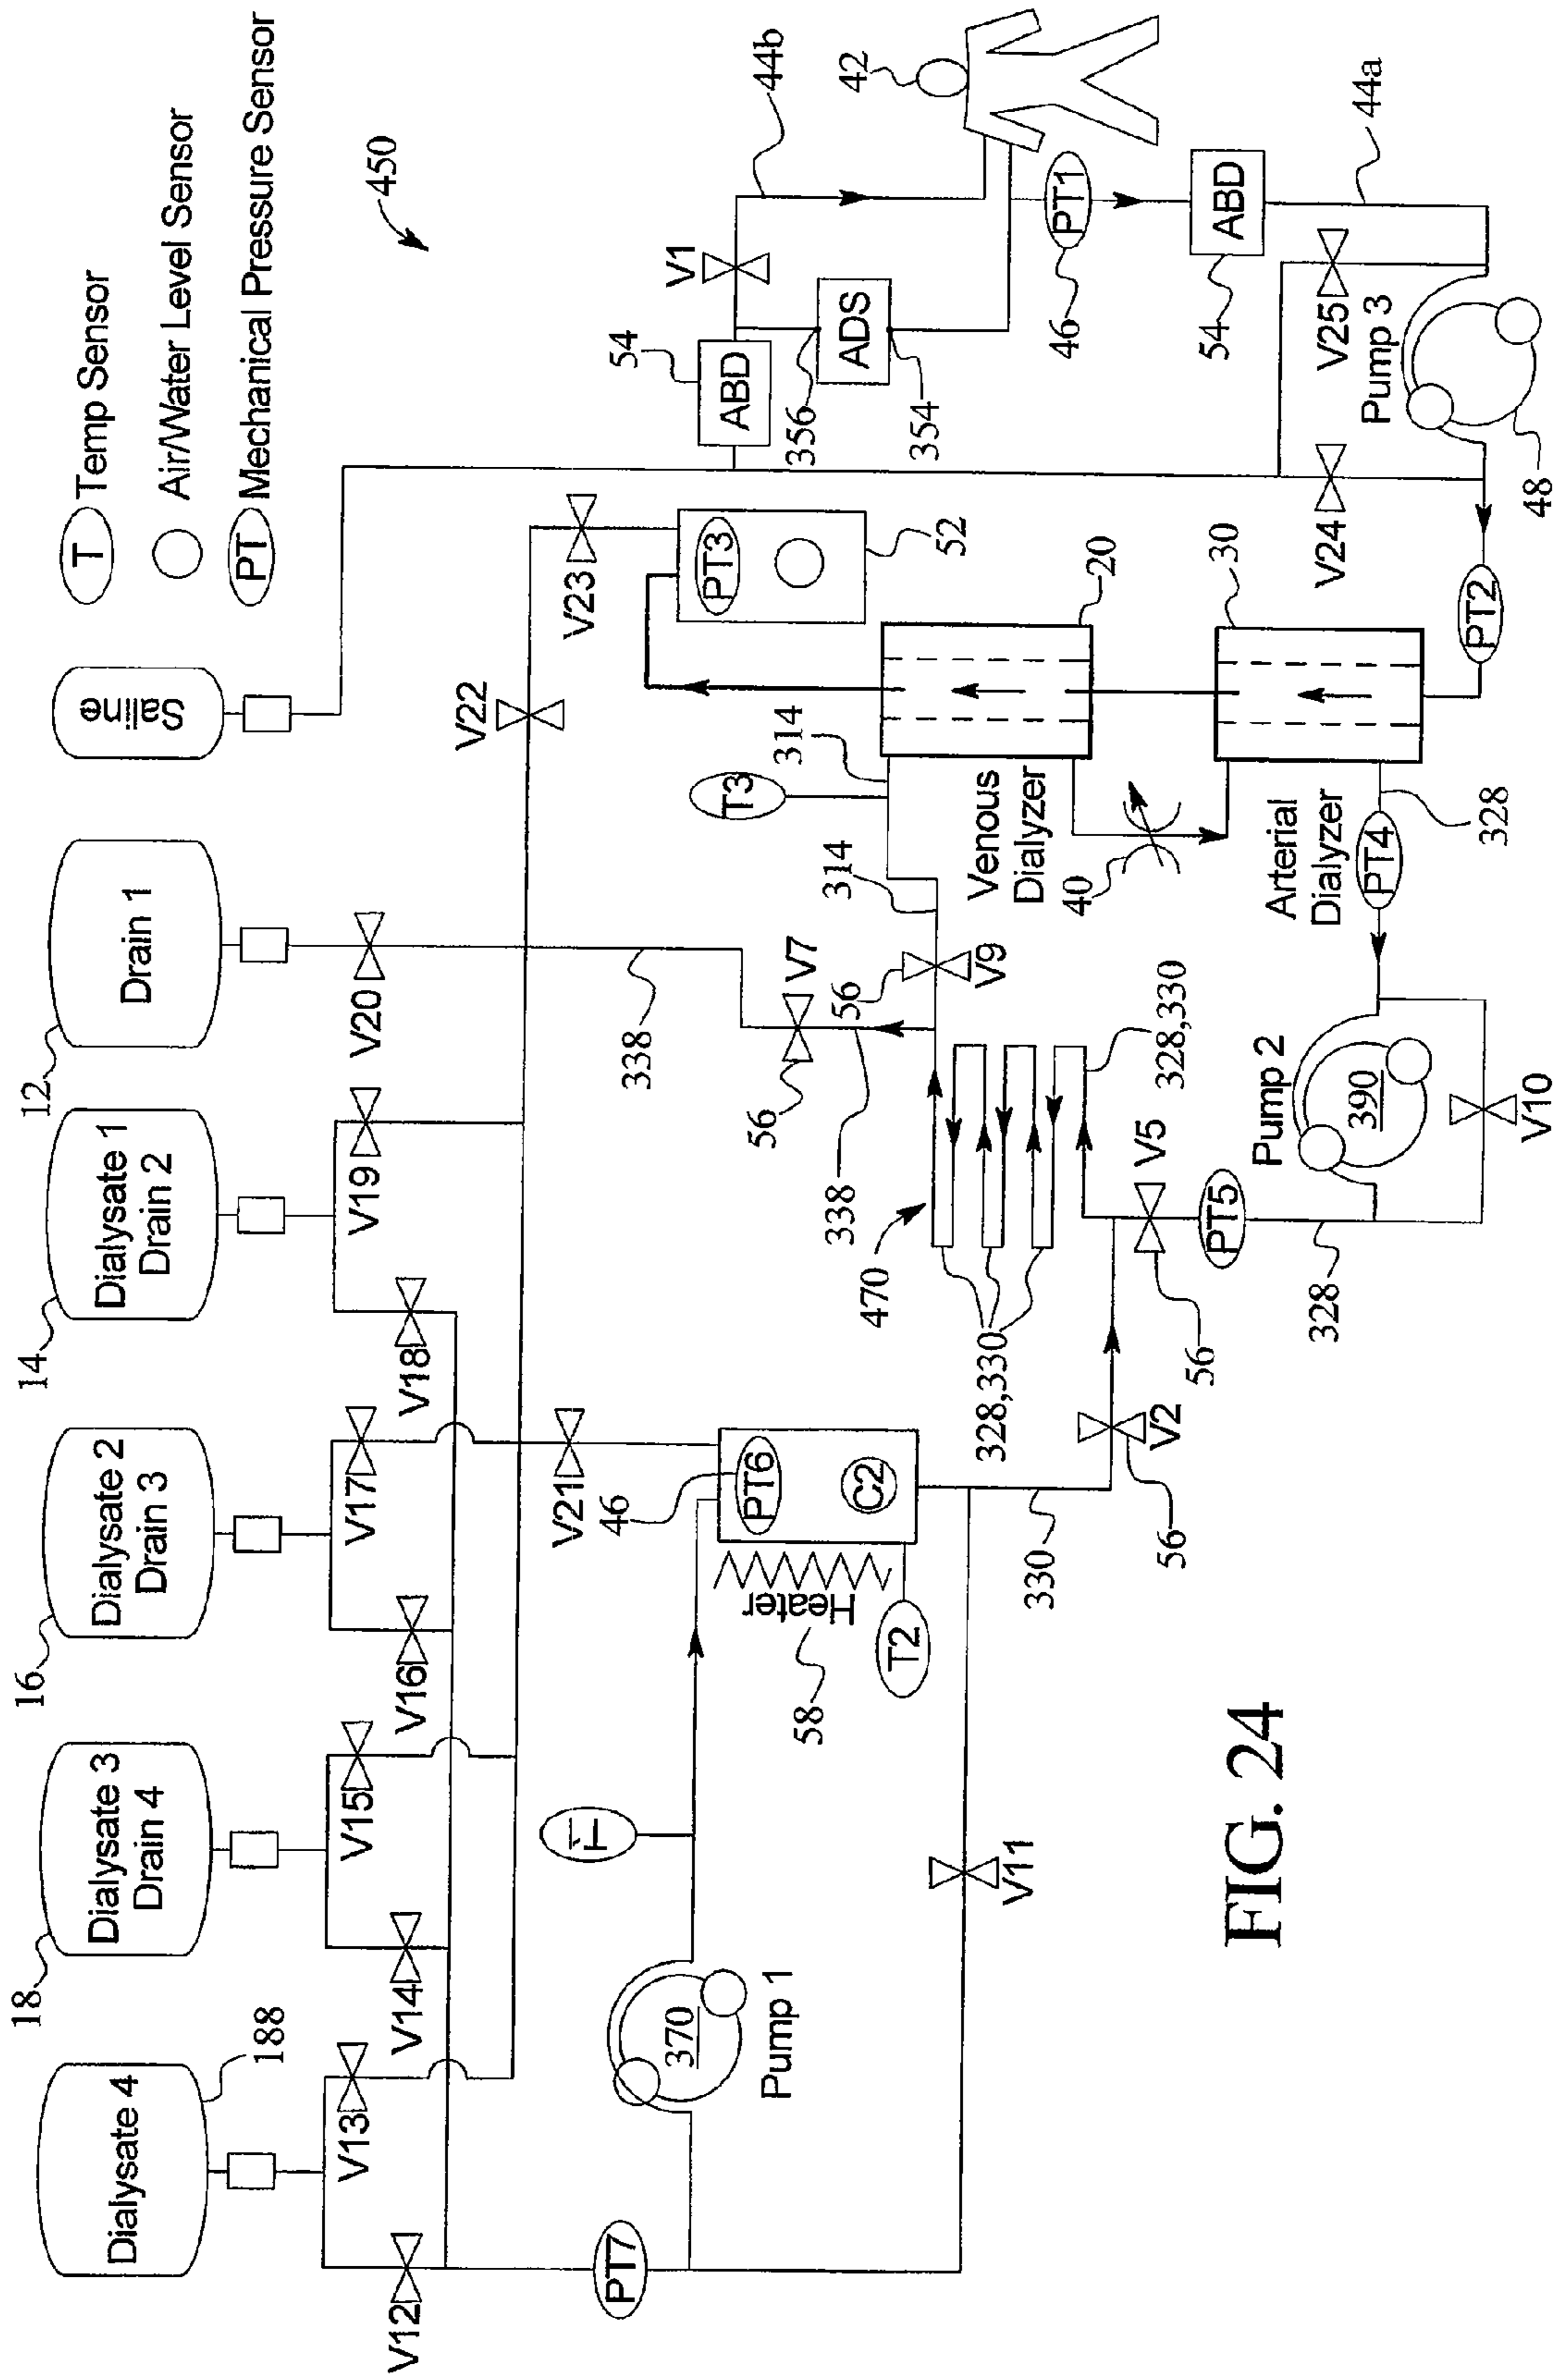 T Temp Sensor
Air/Water Level Sensor
PT Mechanical Pressure Sensor
450
Saline
Drain 1
12
Dialysate 1
Drain 2
14
Dialysate 2
Drain 3
16
Dialysate 3
Drain 4
18
Dialysate 4
188
V12
V13
V14
V15
V16
V17
V18
V19
V20
V21
V22
V23
PT7
370
Pump 1
V11
PT6
46
C2
Heater
58
T2
330
V2
56
470
328,330
328,330
338
338
V7
56
V9
56
314
314
T3
V5
56
PT5
328
Pump 2
390
V10
PT4
328
Venous
Dialyzer
40
Arterial
Dialyzer
20
30
PT3
52
PT2
V24
V25
Pump 3
48
ABD
54
V1
44b
42
ADS
356
354
PT1
46
ABD
54
44a
FIG. 24